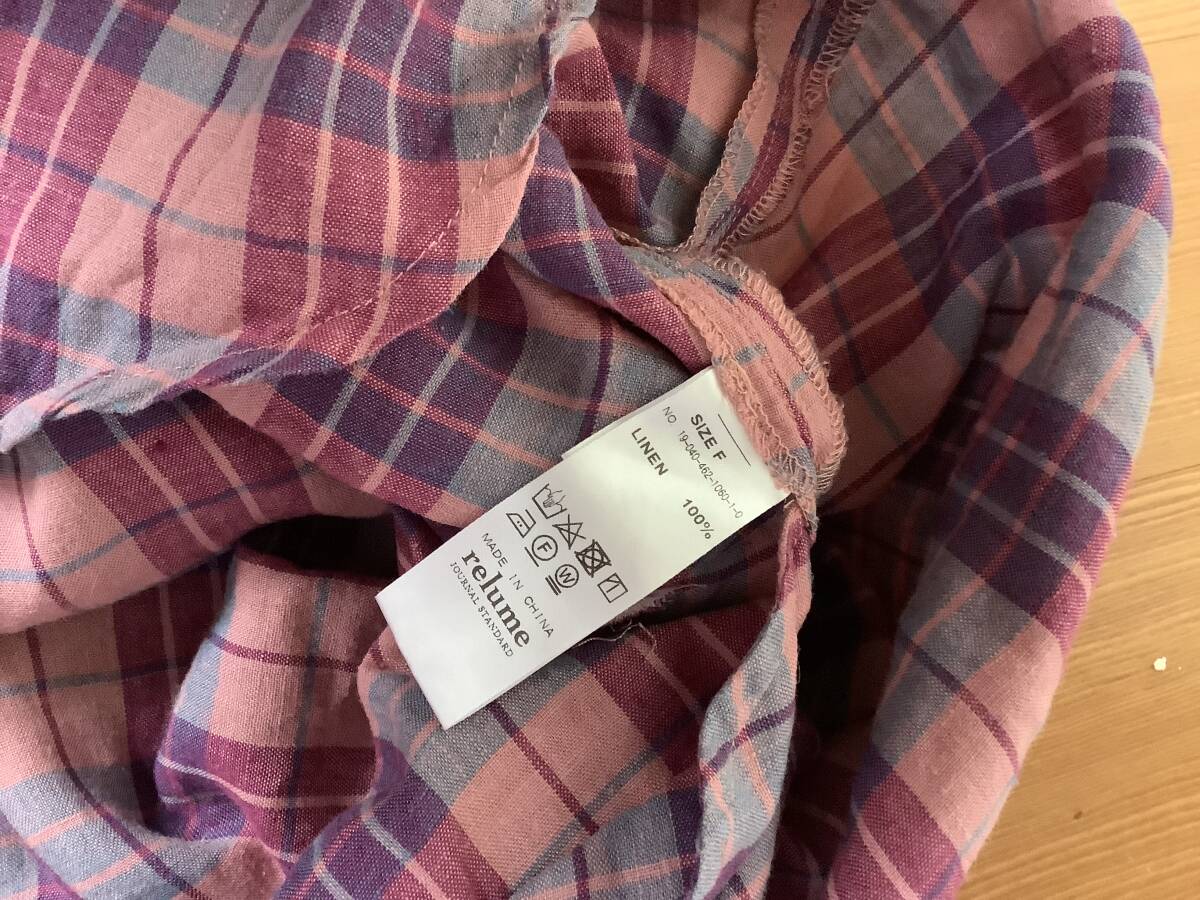 SIZE F
NO 19-040-462-1060-1-0
LINEN 100%
F W
MADE IN CHINA
relume
JOURNAL STANDARD